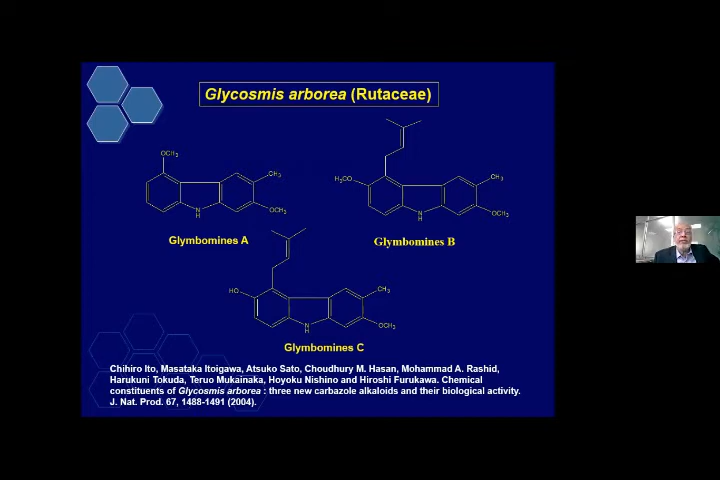 Glycosmis arborea (Rutaceae)
OCH3
CH3
N
H
OCH3
Glymbomines A
H3CO
CH3
N
H
OCH3
Glymbomines B
HO
CH3
N
H
OCH3
Glymbomines C
Chihiro Ito, Masataka Itoigawa, Atsuko Sato, Choudhury M. Hasan, Mohammad A. Rashid,
Harukuni Tokuda, Teruo Mukainaka, Hoyoku Nishino and Hiroshi Furukawa. Chemical
constituents of Glycosmis arborea : three new carbazole alkaloids and their biological activity.
J. Nat. Prod. 67, 1488-1491 (2004).